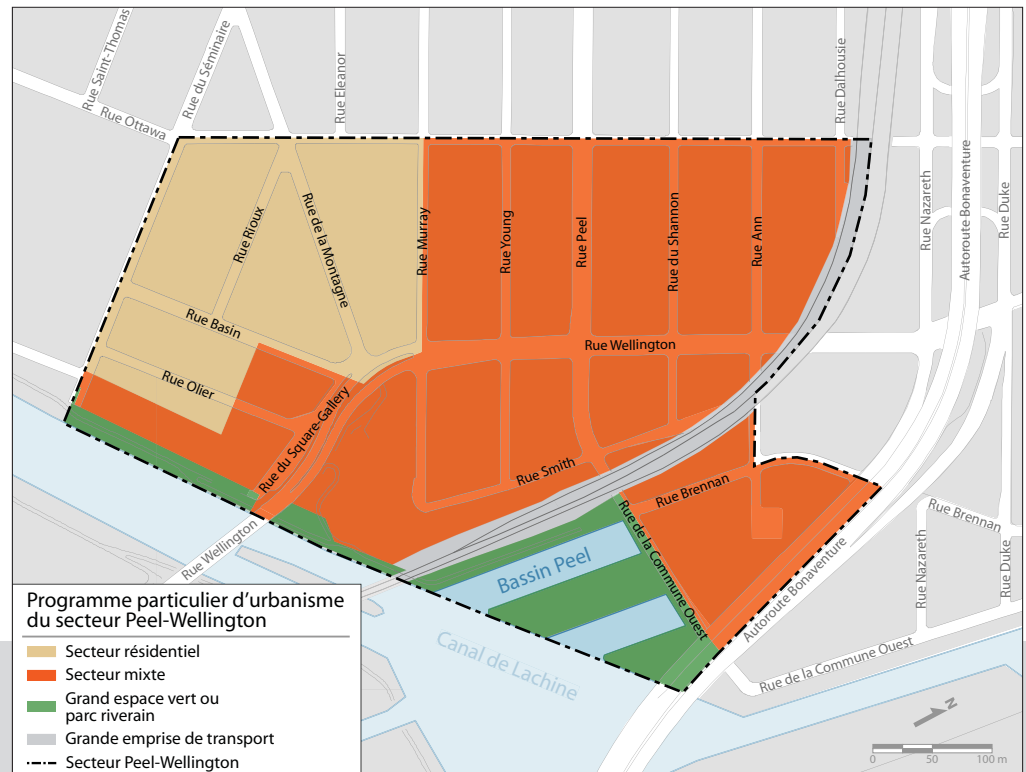 Rue Saint-Thomas
Rue du Séminaire
Rue Eleanor
Rue Dalhousie
Rue Ottawa
Rue Nazareth
Autoroute Bonaventure
Rue Duke
Rue Rioux
Rue de la Montagne
Rue Murray
Rue Young
Rue Peel
Rue du Shannon
Rue Ann
Rue Basin
Rue Wellington
Rue Olier
Rue du Square-Gallery
Rue Smith
Rue Brennan
Rue de la Commune Ouest
Rue Brennan
Rue Wellington
Bassin Peel
Autoroute Bonaventure
Rue Nazareth
Rue Duke
Canal de Lachine
Rue de la Commune Ouest
Programme particulier d'urbanisme
du secteur Peel-Wellington
Secteur résidentiel
Secteur mixte
Grand espace vert ou
parc riverain
Grande emprise de transport
Secteur Peel-Wellington
N
0 50 100 m